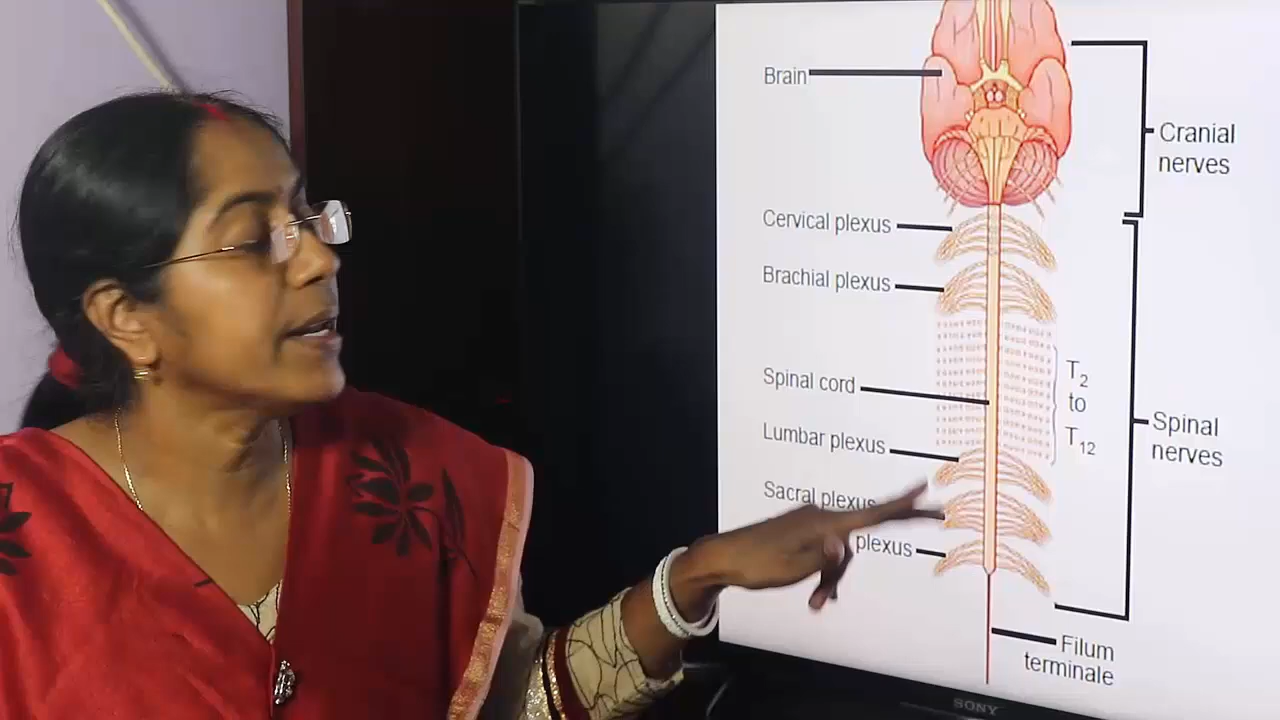 Brain
Cranial
nerves
Cervical plexus
Brachial plexus
T2
to
T12
Spinal cord
Lumbar plexus
Spinal
nerves
Sacral plexus
plexus
Filum
terminale
SONY